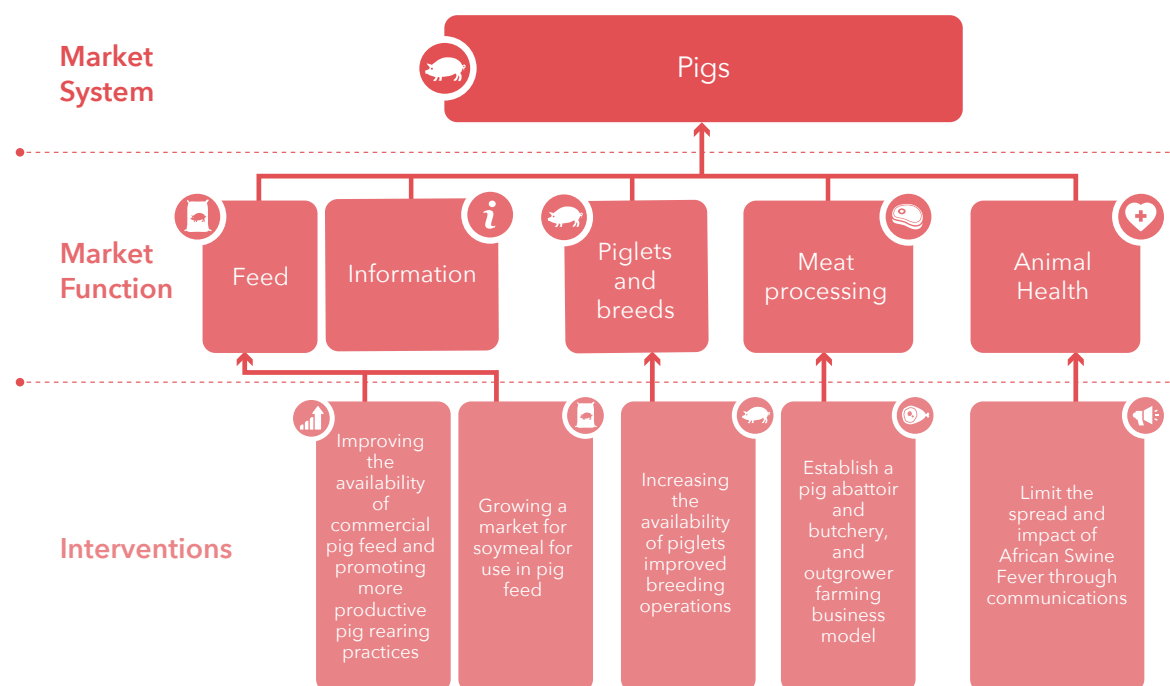 Market
System
Pigs
Market
Function
Feed
i
Information
Piglets
and
breeds
Meat
processing
Animal
Health
Interventions
Improving
the
availability
of
commercial
pig feed and
promoting
more
productive
pig rearing
practices
Growing a
market for
soymeal for
use in pig
feed
Increasing
the
availability
of piglets
improved
breeding
operations
Establish a
pig abattoir
and
butchery,
and
outgrower
farming
business
model
Limit the
spread and
impact of
African Swine
Fever through
communications